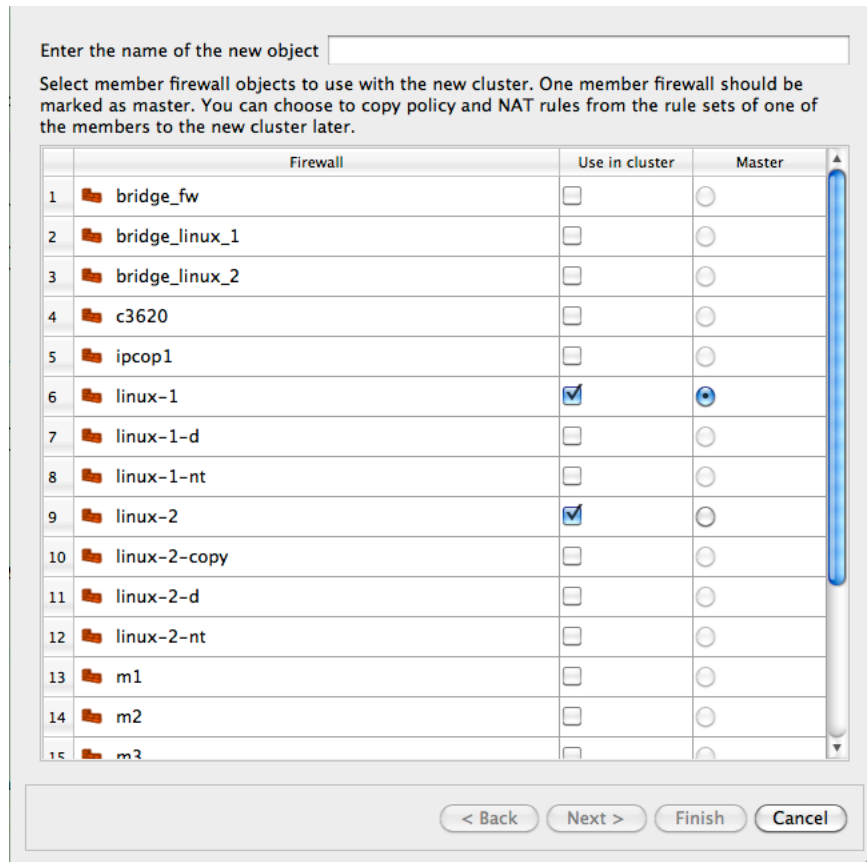 Enter the name of the new object
Select member firewall objects to use with the new cluster. One member firewall should be
marked as master. You can choose to copy policy and NAT rules from the rule sets of one of
the members to the new cluster later.
Firewall Use in cluster Master
1 bridge_fw
2 bridge_linux_1
3 bridge_linux_2
4 c3620
5 ipcop1
6 linux-1
7 linux-1-d
8 linux-1-nt
9 linux-2
10 linux-2-copy
11 linux-2-d
12 linux-2-nt
13 m1
14 m2
15 m3
< Back Next > Finish Cancel